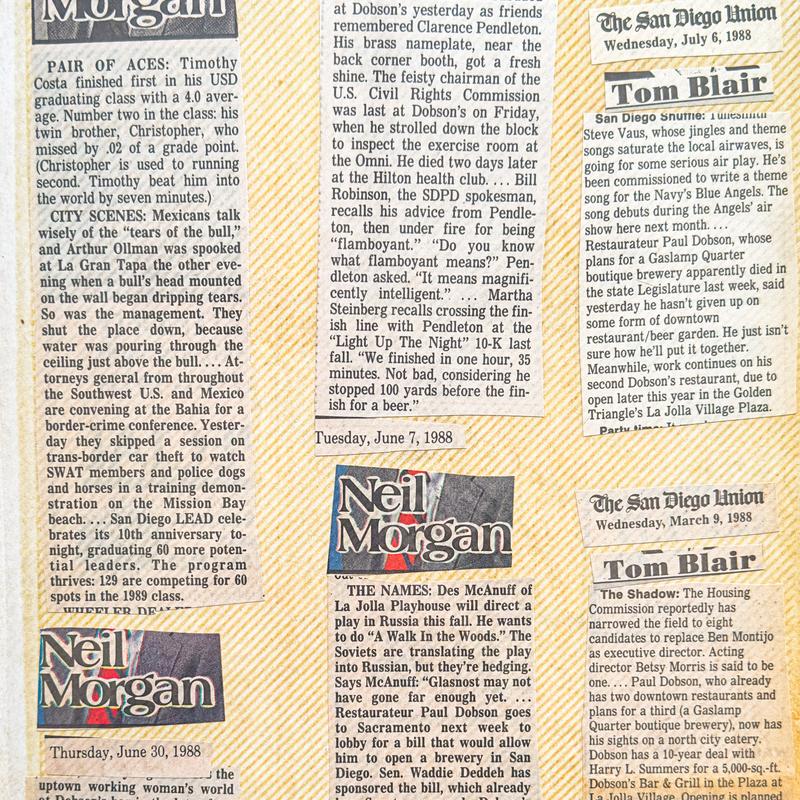 Morgan
PAIR OF ACES: Timothy
Costa finished first in his USD
graduating class with a 4.0 aver-
age. Number two in the class: his
twin brother, Christopher, who
missed by .02 of a grade point.
(Christopher is used to running
second. Timothy beat him into
the world by seven minutes.)
CITY SCENES: Mexicans talk
wisely of the “tears of the bull,”
and Arthur Ollman was spooked
at La Gran Tapa the other eve-
ning when a bull’s head mounted
on the wall began dripping tears.
So was the management. They
shut the place down, because
water was pouring through the
ceiling just above the bull. . . . At-
torneys general from throughout
the Southwest U.S. and Mexico
are convening at the Bahia for a
border-crime conference. Yester-
day they skipped a session on
trans-border car theft to watch
SWAT members and police dogs
and horses in a training demon-
stration on the Mission Bay
beach. . . . San Diego LEAD cele-
brates its 10th anniversary to-
night, graduating 60 more poten-
tial leaders. The program
thrives: 129 are competing for 60
spots in the 1989 class.
WHEELER
Neil
Morgan
Thursday, June 30, 1988
the
uptown working woman’s world
at Dobson’s yesterday as friends
remembered Clarence Pendleton.
His brass nameplate, near the
back corner booth, got a fresh
shine. The feisty chairman of the
U.S. Civil Rights Commission
was last at Dobson’s on Friday,
when he strolled down the block
to inspect the exercise room at
the Omni. He died two days later
at the Hilton health club. . . . Bill
Robinson, the SDPD spokesman,
recalls his advice from Pendle-
ton, then under fire for being
“flamboyant.” “Do you know
what flamboyant means?” Pen-
dleton asked. “It means magnifi-
cently intelligent.” . . . Martha
Steinberg recalls crossing the fin-
ish line with Pendleton at the
“Light Up The Night” 10-K last
fall. “We finished in one hour, 35
minutes. Not bad, considering he
stopped 100 yards before the fin-
ish for a beer.”
Tuesday, June 7, 1988
Neil
Morgan
THE NAMES: Des McAnuff of
La Jolla Playhouse will direct a
play in Russia this fall. He wants
to do “A Walk In the Woods.” The
Soviets are translating the play
into Russian, but they’re hedging.
Says McAnuff: “Glasnost may not
have gone far enough yet. . . .
Restaurateur Paul Dobson goes
to Sacramento next week to
lobby for a bill that would allow
him to open a brewery in San
Diego. Sen. Waddie Deddeh has
sponsored the bill, which already
The San Diego Union
Wednesday, July 6, 1988
Tom Blair
San Diego Shuffle: Tunesmith
Steve Vaus, whose jingles and theme
songs saturate the local airwaves, is
going for some serious air play. He’s
been commissioned to write a theme
song for the Navy’s Blue Angels. The
song debuts during the Angels’ air
show here next month. . . .
Restaurateur Paul Dobson, whose
plans for a Gaslamp Quarter
boutique brewery apparently died in
the state Legislature last week, said
yesterday he hasn’t given up on
some form of downtown
restaurant/beer garden. He just isn’t
sure how he’ll put it together.
Meanwhile, work continues on his
second Dobson’s restaurant, due to
open later this year in the Golden
Triangle’s La Jolla Village Plaza.
Party time:
The San Diego Union
Wednesday, March 9, 1988
Tom Blair
The Shadow: The Housing
Commission reportedly has
narrowed the field to eight
candidates to replace Ben Montijo
as executive director. Acting
director Betsy Morris is said to be
one. . . . Paul Dobson, who already
has two downtown restaurants and
plans for a third (a Gaslamp
Quarter boutique brewery), now has
his sights on a north city eatery.
Dobson has a 10-year deal with
Harry L. Summers for a 5,000-sq.-ft.
Dobson’s Bar & Grill in the Plaza at
La Jolla Village. Opening is planned